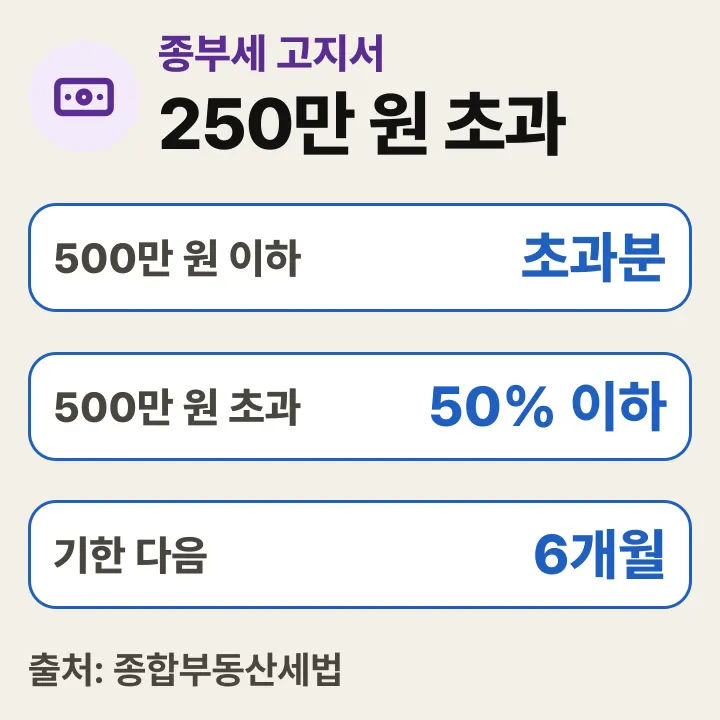 종부세 고지서
250만 원 초과
500만 원 이하 초과분
500만 원 초과 50% 이하
기한 다음 6개월
출처: 종합부동산세법